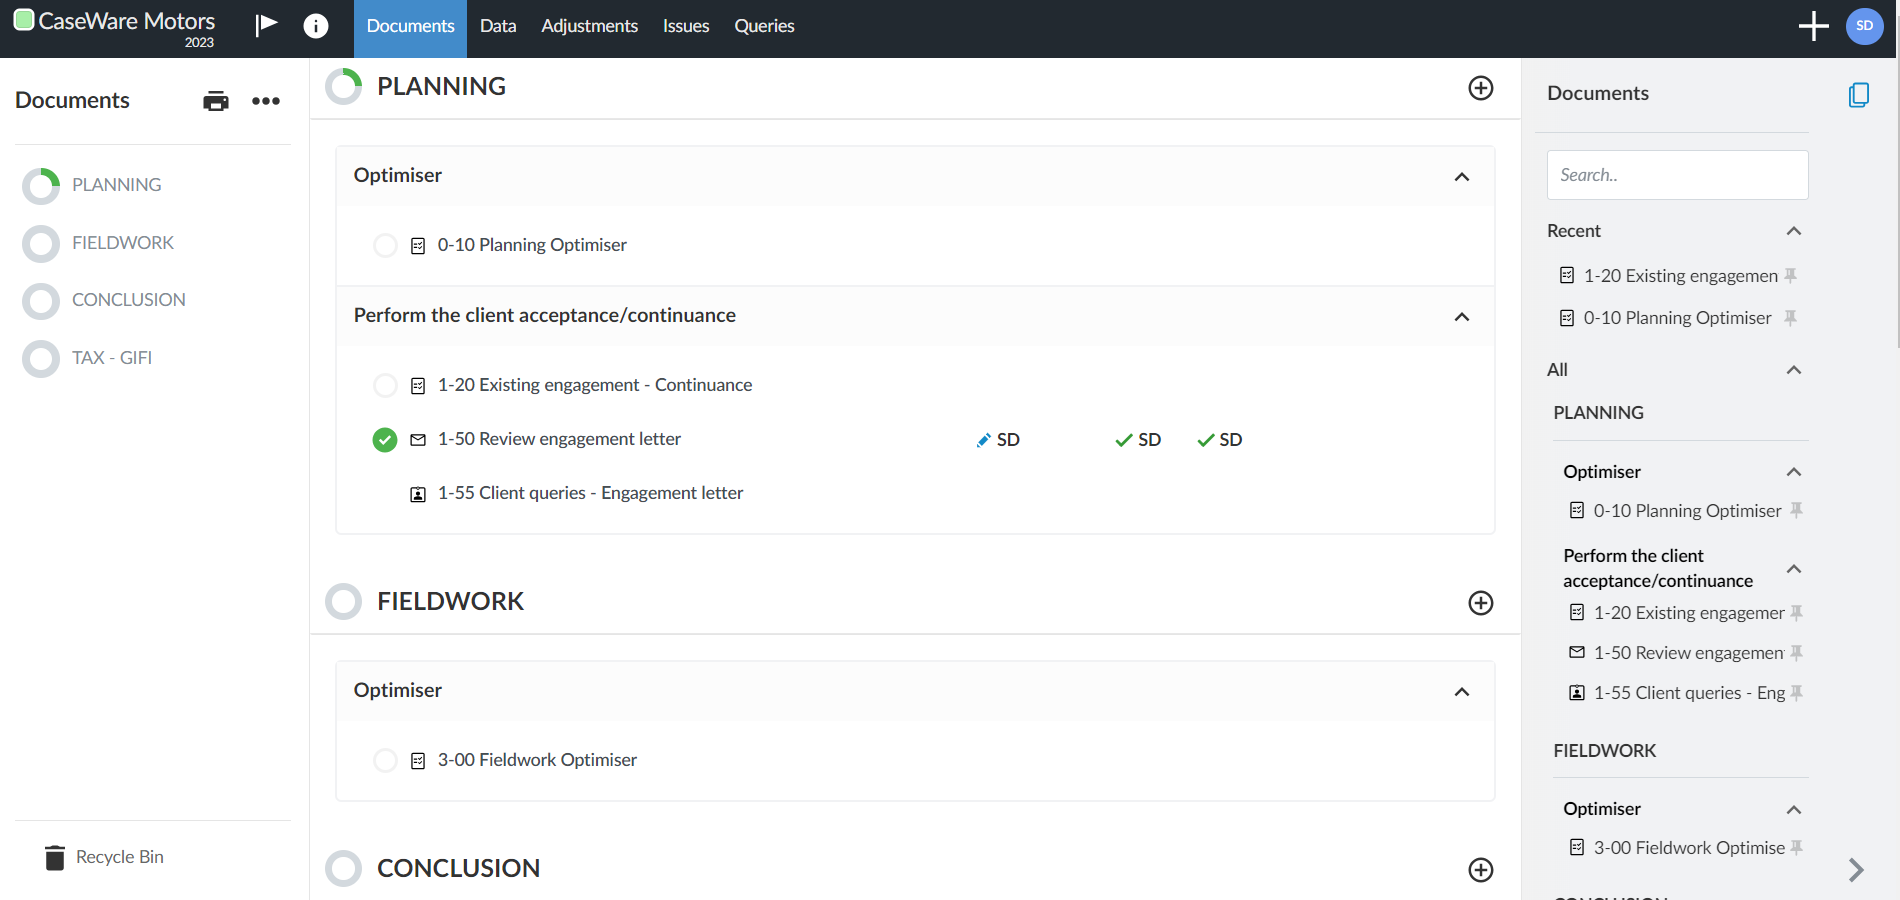 CaseWare Motors
2023
Documents
Data
Adjustments
Issues
Queries
SD
Documents
PLANNING
FIELDWORK
CONCLUSION
TAX - GIFI
Recycle Bin
PLANNING
Optimiser
0-10 Planning Optimiser
Perform the client acceptance/continuance
1-20 Existing engagement - Continuance
1-50 Review engagement letter
SD
SD
SD
1-55 Client queries - Engagement letter
FIELDWORK
Optimiser
3-00 Fieldwork Optimiser
CONCLUSION
Documents
Search..
Recent
1-20 Existing engagemen
0-10 Planning Optimiser
All
PLANNING
Optimiser
0-10 Planning Optimiser
Perform the client
acceptance/continuance
1-20 Existing engagemer
1-50 Review engagemen
1-55 Client queries - Eng
FIELDWORK
Optimiser
3-00 Fieldwork Optimise
CONCLUSION